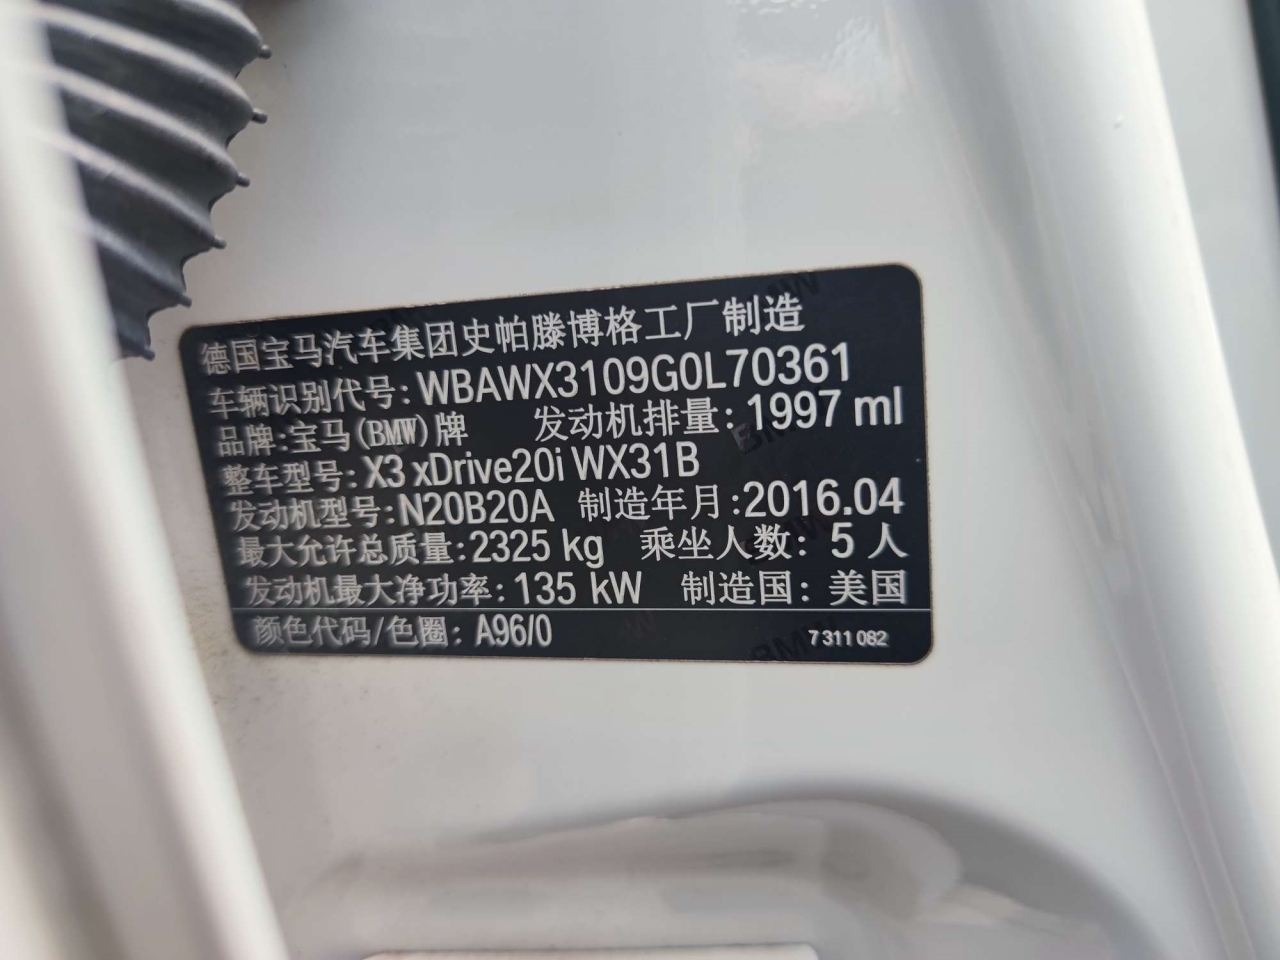 德国宝马汽车集团史帕滕博格工厂制造
车辆识别代号: WBAWX3109G0L70361
品牌:宝马(BMW)牌 发动机排量: 1997 ml
整车型号: X3 xDrive20i WX31B
发动机型号: N20B20A 制造年月:2016.04
最大允许总质量: 2325 kg 乘坐人数: 5 人
发动机最大净功率: 135 kW 制造国: 美国
颜色代码/色圈: A96/0 7 311 082